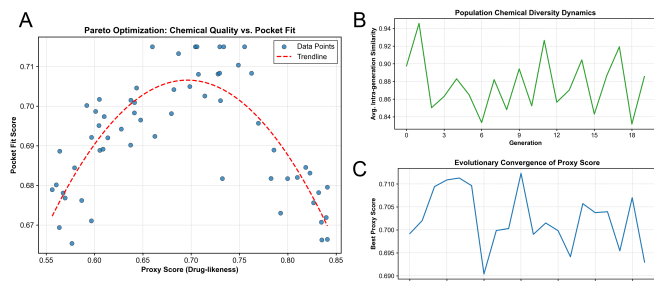 A
Pareto Optimization: Chemical Quality vs. Pocket Fit
Data Points
Trendline
0.71
0.70
0.69
0.68
0.67
Pocket Fit Score
0.55
0.60
0.65
0.70
0.75
0.80
0.85
Proxy Score (Drug-likeness)
B
Population Chemical Diversity Dynamics
0.94
0.92
0.90
0.88
0.86
0.84
Avg. Intra-generation Similarity
0
3
6
9
12
15
18
Generation
C
Evolutionary Convergence of Proxy Score
0.710
0.705
0.700
0.695
0.690
Best Proxy Score